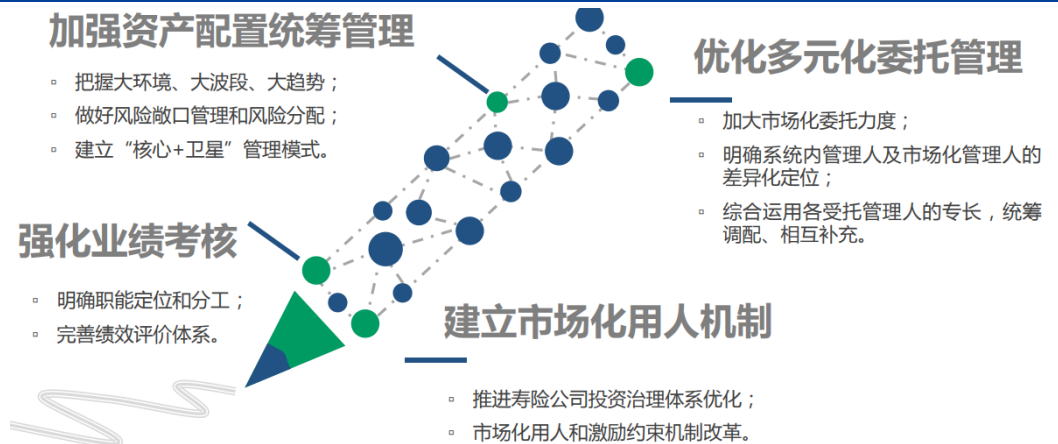 加强资产配置统筹管理
▫ 把握大环境、大波段、大趋势；
▫ 做好风险敞口管理和风险分配；
▫ 建立“核心+卫星”管理模式。
优化多元化委托管理
▫ 加大市场化委托力度；
▫ 明确系统内管理人及市场化管理人的
差异化定位；
▫ 综合运用各受托管理人的专长，统筹
调配、相互补充。
强化业绩考核
▫ 明确职能定位和分工；
▫ 完善绩效评价体系。
建立市场化用人机制
▫ 推进寿险公司投资治理体系优化；
▫ 市场化用人和激励约束机制改革。